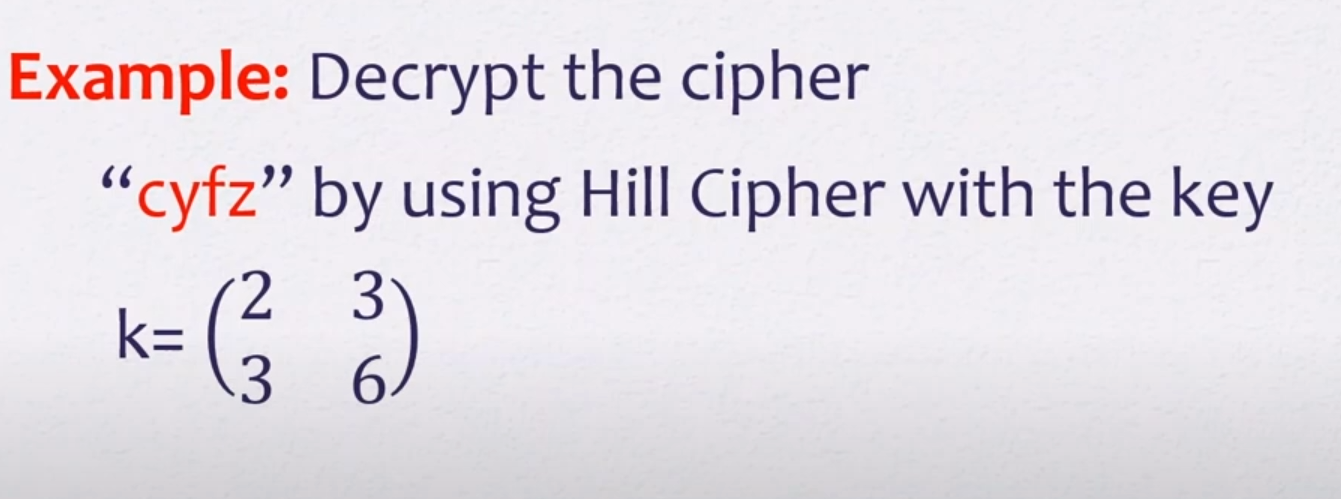 Example: Decrypt the cipher
“cyfz” by using Hill Cipher with the key
k= (2 3
3 6)